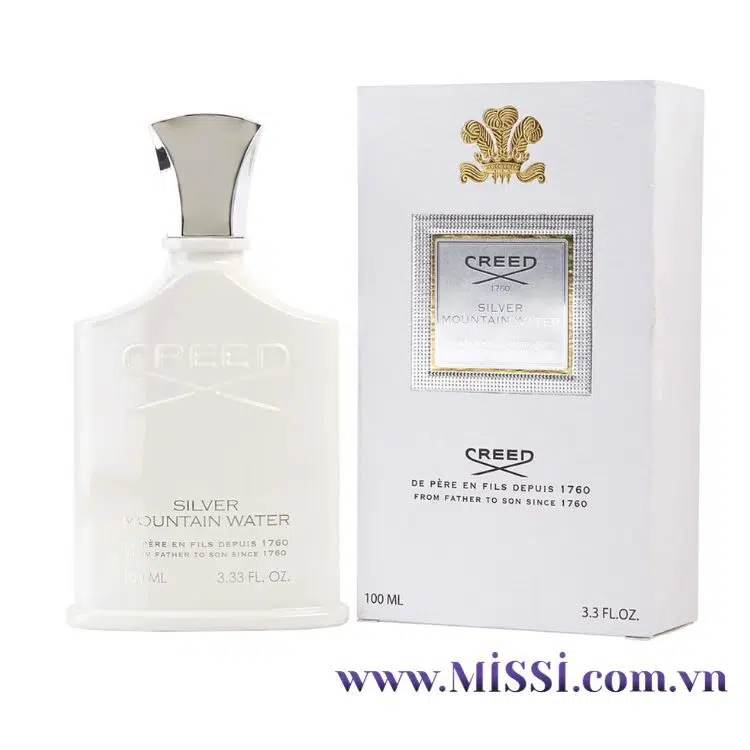 CREED
SILVER
MOUNTAIN WATER
DE PÈRE EN FILS DEPUIS 1760
FROM FATHER TO SON SINCE 1760
100 ML 3.33 FL. OZ.
CREED
1760
SILVER
MOUNTAIN WATER
CREED
DE PÈRE EN FILS DEPUIS 1760
FROM FATHER TO SON SINCE 1760
100 ML
3.3 FL.OZ.
www.MiSSi.com.vn